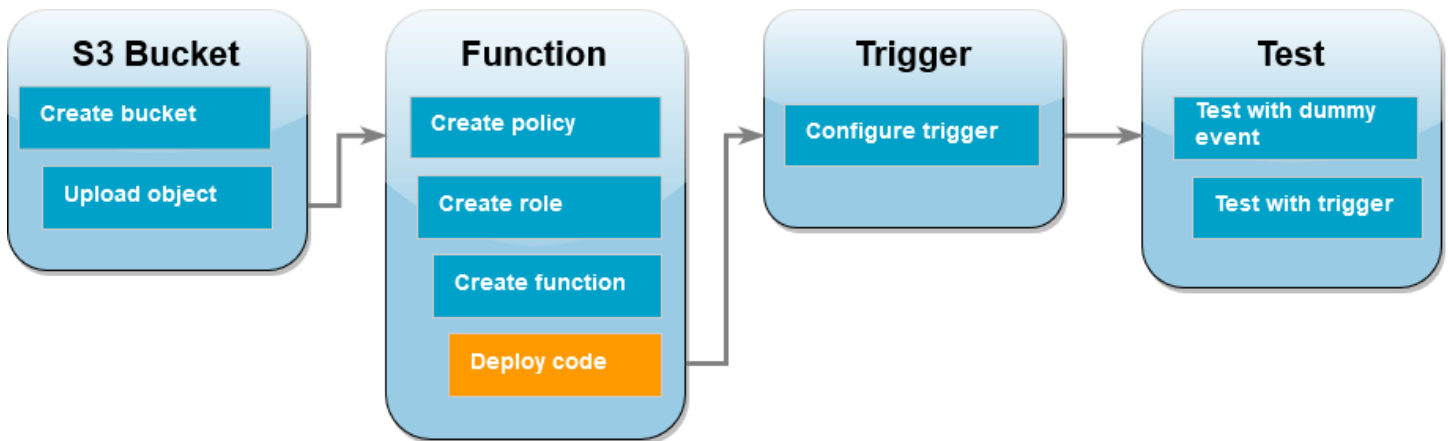 S3 Bucket
Create bucket
Upload object
Function
Create policy
Create role
Create function
Deploy code
Trigger
Configure trigger
Test
Test with dummy
event
Test with trigger